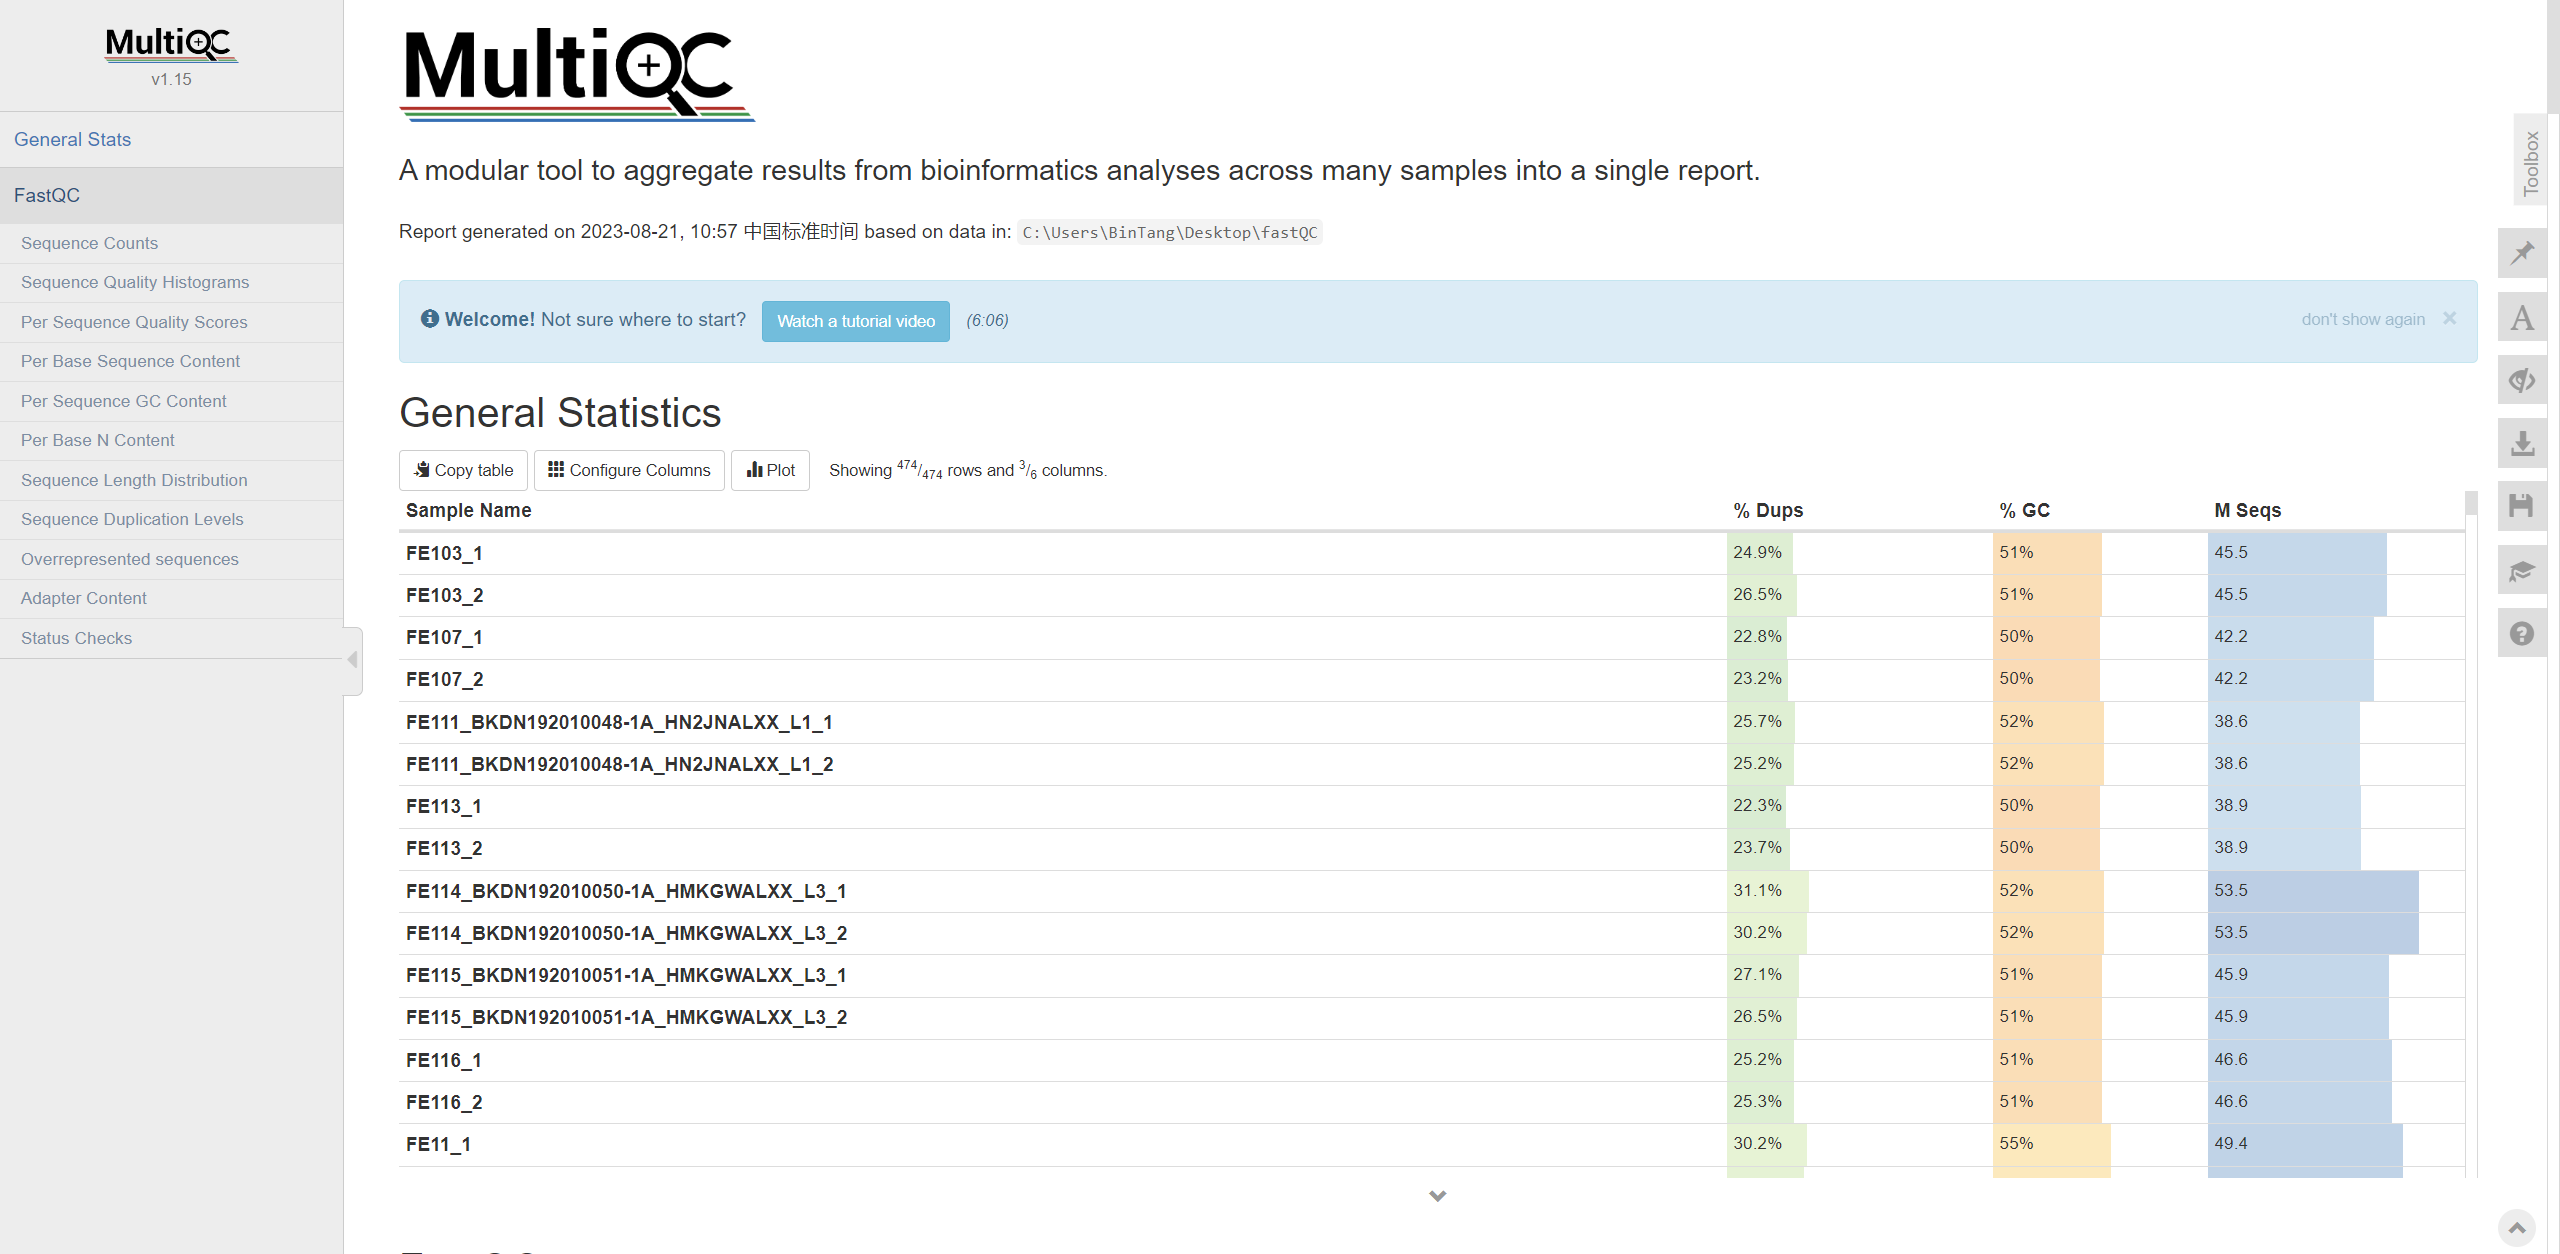 MultiQC
v1.15
General Stats
FastQC
Sequence Counts
Sequence Quality Histograms
Per Sequence Quality Scores
Per Base Sequence Content
Per Sequence GC Content
Per Base N Content
Sequence Length Distribution
Sequence Duplication Levels
Overrepresented sequences
Adapter Content
Status Checks
MultiQC
A modular tool to aggregate results from bioinformatics analyses across many samples into a single report.
Report generated on 2023-08-21, 10:57 中国标准时间 based on data in: C:\Users\BinTang\Desktop\fastQC
Welcome! Not sure where to start? Watch a tutorial video (6:06) don't show again ×
General Statistics
Copy table Configure Columns Plot Showing 474/474 rows and 3/6 columns.
Sample Name % Dups % GC M Seqs
FE103_1 24.9% 51% 45.5
FE103_2 26.5% 51% 45.5
FE107_1 22.8% 50% 42.2
FE107_2 23.2% 50% 42.2
FE111_BKDN192010048-1A_HN2JNALXX_L1_1 25.7% 52% 38.6
FE111_BKDN192010048-1A_HN2JNALXX_L1_2 25.2% 52% 38.6
FE113_1 22.3% 50% 38.9
FE113_2 23.7% 50% 38.9
FE114_BKDN192010050-1A_HMKGWALXX_L3_1 31.1% 52% 53.5
FE114_BKDN192010050-1A_HMKGWALXX_L3_2 30.2% 52% 53.5
FE115_BKDN192010051-1A_HMKGWALXX_L3_1 27.1% 51% 45.9
FE115_BKDN192010051-1A_HMKGWALXX_L3_2 26.5% 51% 45.9
FE116_1 25.2% 51% 46.6
FE116_2 25.3% 51% 46.6
FE11_1 30.2% 55% 49.4
Toolbox
A